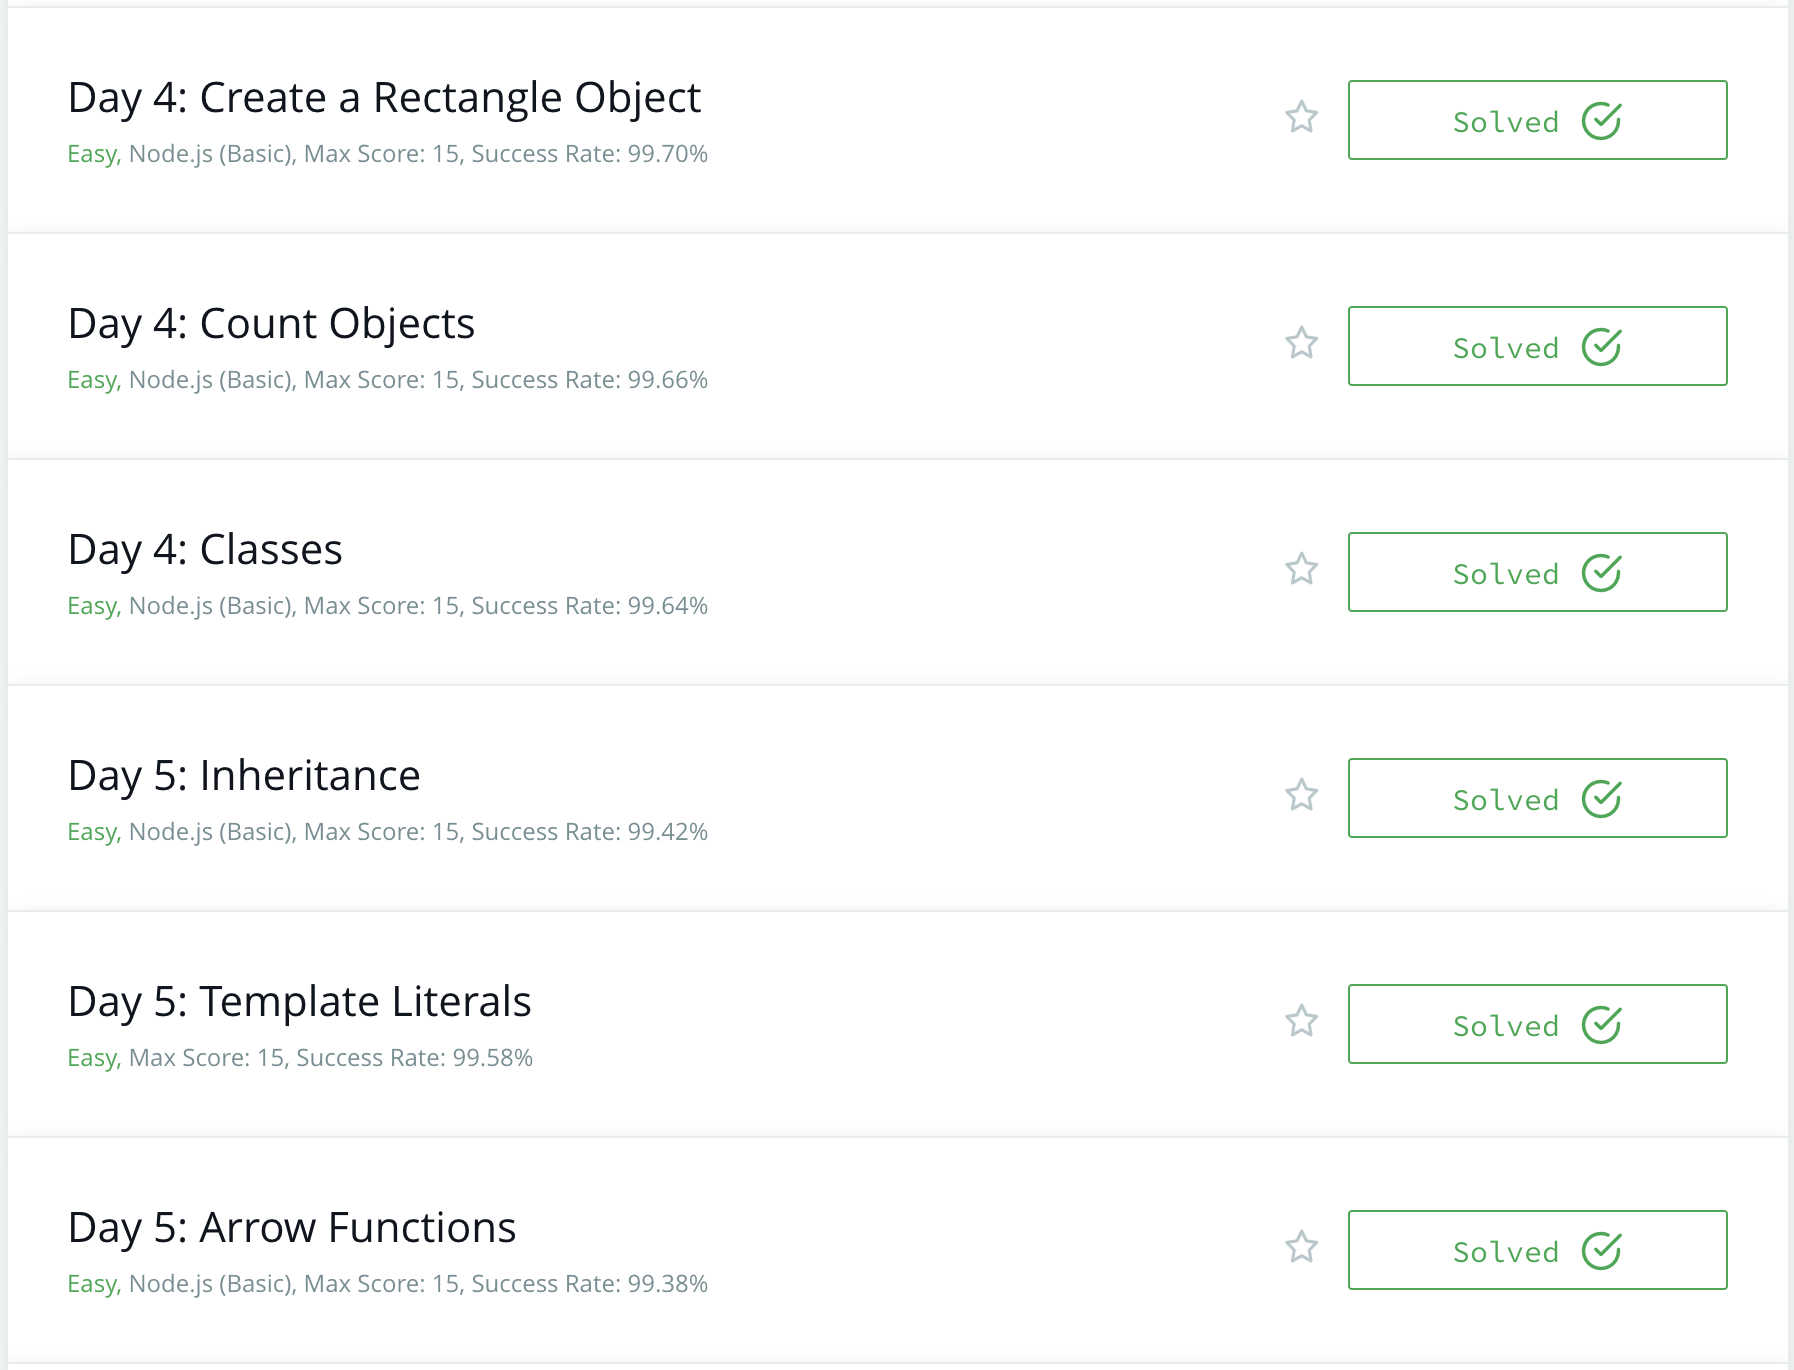 Day 4: Create a Rectangle Object
Easy, Node.js (Basic), Max Score: 15, Success Rate: 99.70%
Solved
Day 4: Count Objects
Easy, Node.js (Basic), Max Score: 15, Success Rate: 99.66%
Solved
Day 4: Classes
Easy, Node.js (Basic), Max Score: 15, Success Rate: 99.64%
Solved
Day 5: Inheritance
Easy, Node.js (Basic), Max Score: 15, Success Rate: 99.42%
Solved
Day 5: Template Literals
Easy, Max Score: 15, Success Rate: 99.58%
Solved
Day 5: Arrow Functions
Easy, Node.js (Basic), Max Score: 15, Success Rate: 99.38%
Solved